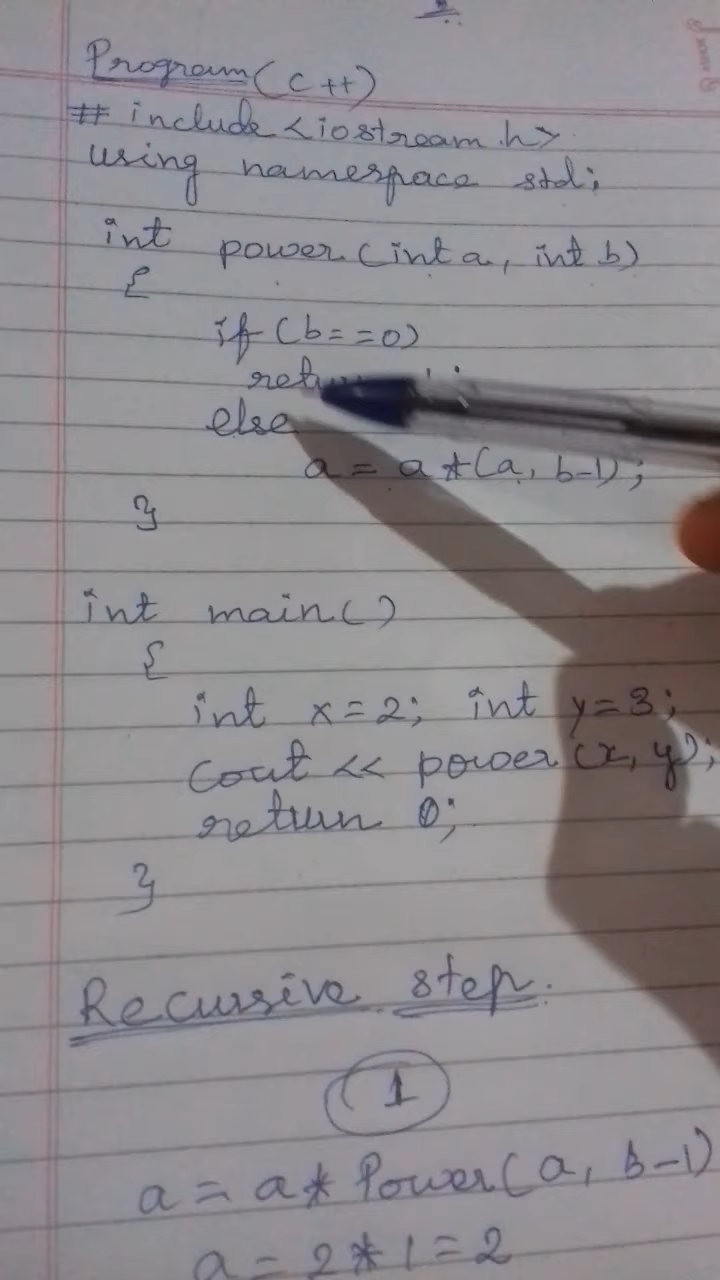 Program (C++)
# include <iostream.h>
using namespace std;
int power (int a, int b)
{
if (b==0)
else
a = a * (a, b-1);
}
int main()
{
int x=2; int y=3;
Cout << power (x, y);
return 0;
}
Recursive step.
1
a = a * Power (a, b-1)
a = 2 * 1 = 2